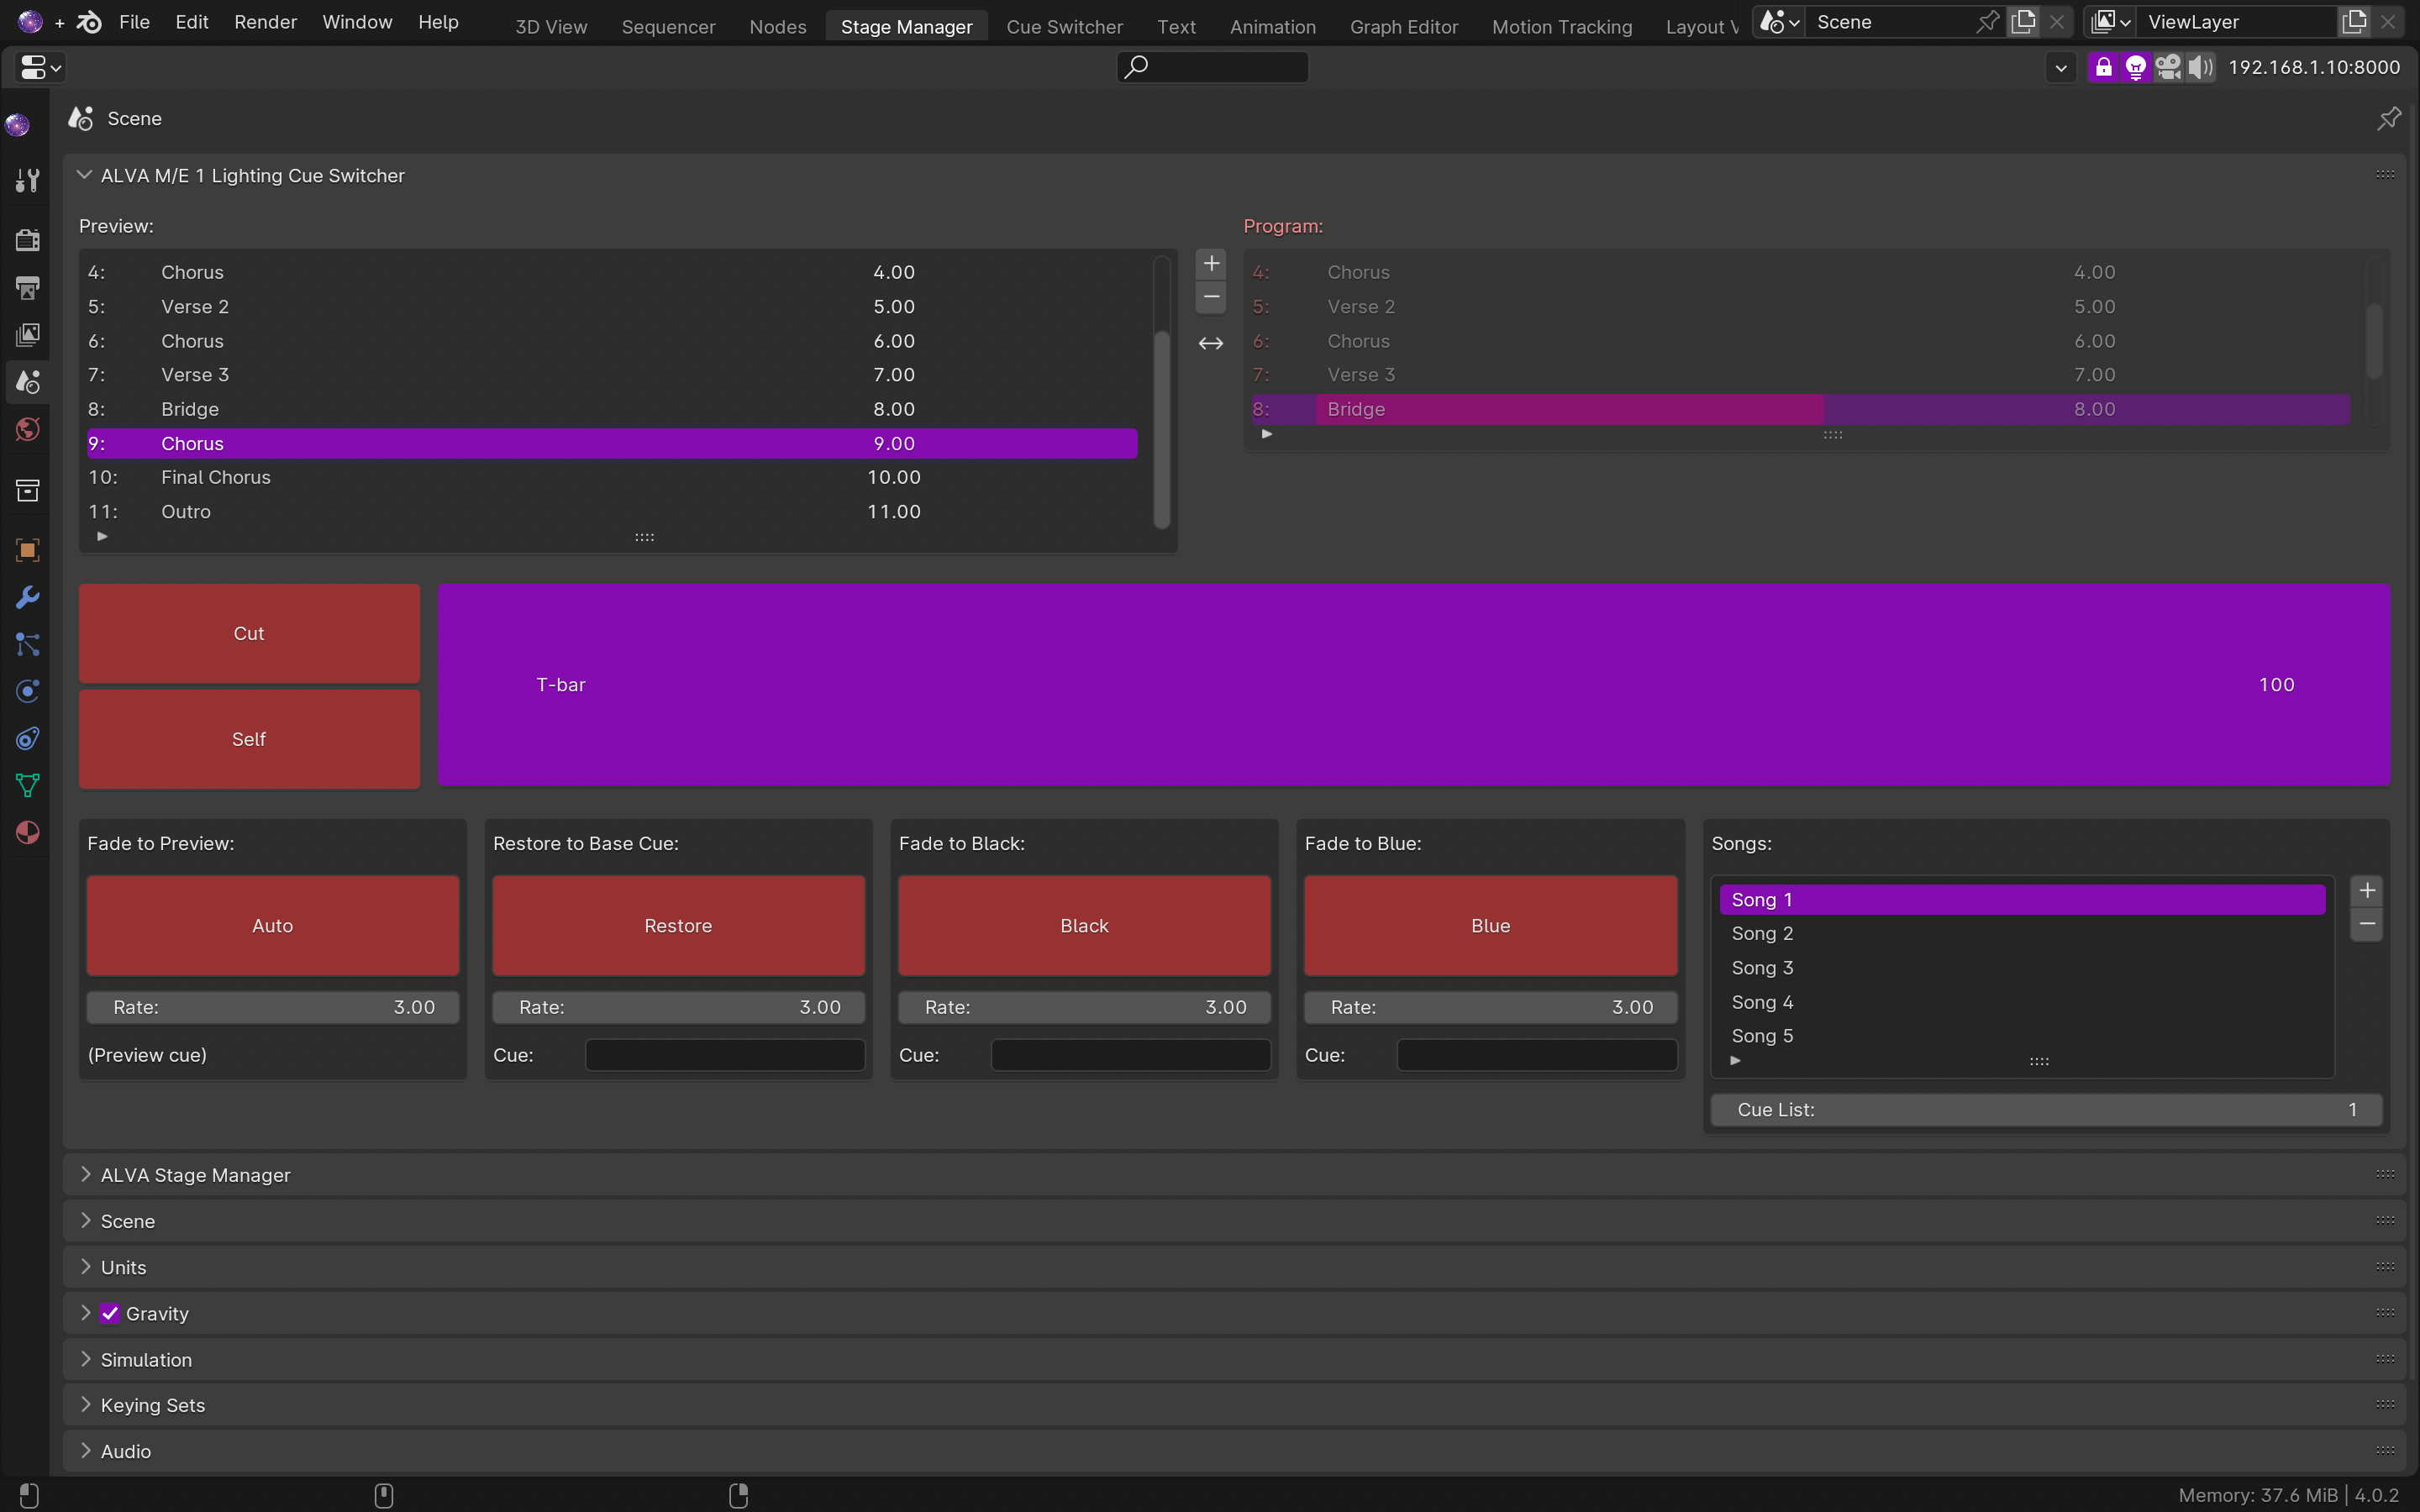 File Edit Render Window Help 3D View Sequencer Nodes Stage Manager Cue Switcher Text Animation Graph Editor Motion Tracking Layout V Scene ViewLayer
192.168.1.10:8000
Scene
ALVA M/E 1 Lighting Cue Switcher
Preview:
4: Chorus 4.00
5: Verse 2 5.00
6: Chorus 6.00
7: Verse 3 7.00
8: Bridge 8.00
9: Chorus 9.00
10: Final Chorus 10.00
11: Outro 11.00
Program:
4: Chorus 4.00
5: Verse 2 5.00
6: Chorus 6.00
7: Verse 3 7.00
8: Bridge 8.00
Cut
Self
T-bar 100
Fade to Preview:
Auto
Rate: 3.00
(Preview cue)
Restore to Base Cue:
Restore
Rate: 3.00
Cue:
Fade to Black:
Black
Rate: 3.00
Cue:
Fade to Blue:
Blue
Rate: 3.00
Cue:
Songs:
Song 1
Song 2
Song 3
Song 4
Song 5
Cue List: 1
ALVA Stage Manager
Scene
Units
Gravity
Simulation
Keying Sets
Audio
Memory: 37.6 MiB | 4.0.2